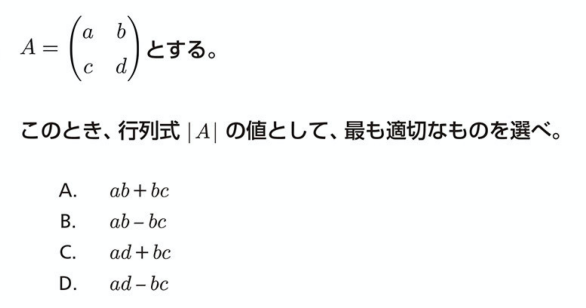 A = \begin{pmatrix} a & b \\ c & d \end{pmatrix} とする。
このとき、行列式 |A| の値として、最も適切なものを選べ。
A. ab + bc
B. ab – bc
C. ad + bc
D. ad – bc